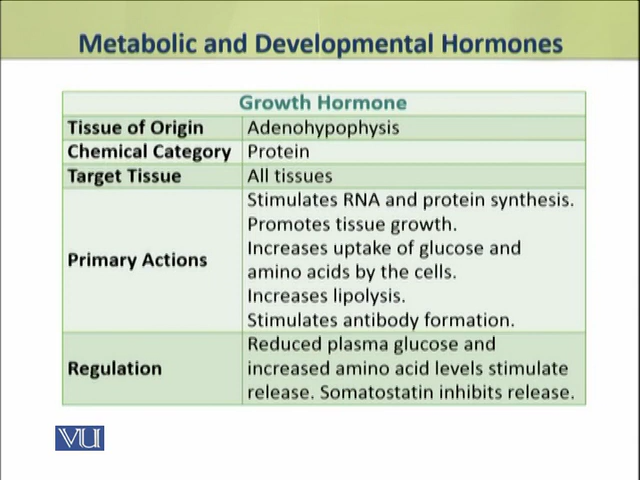 Metabolic and Developmental Hormones
Growth Hormone
Tissue of Origin Adenohypophysis
Chemical Category Protein
Target Tissue All tissues
Primary Actions
Stimulates RNA and protein synthesis.
Promotes tissue growth.
Increases uptake of glucose and
amino acids by the cells.
Increases lipolysis.
Stimulates antibody formation.
Regulation
Reduced plasma glucose and
increased amino acid levels stimulate
release. Somatostatin inhibits release.
VU